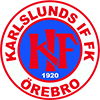 KARLSLUNDS IF FK
KIF
1920
ÖREBRO